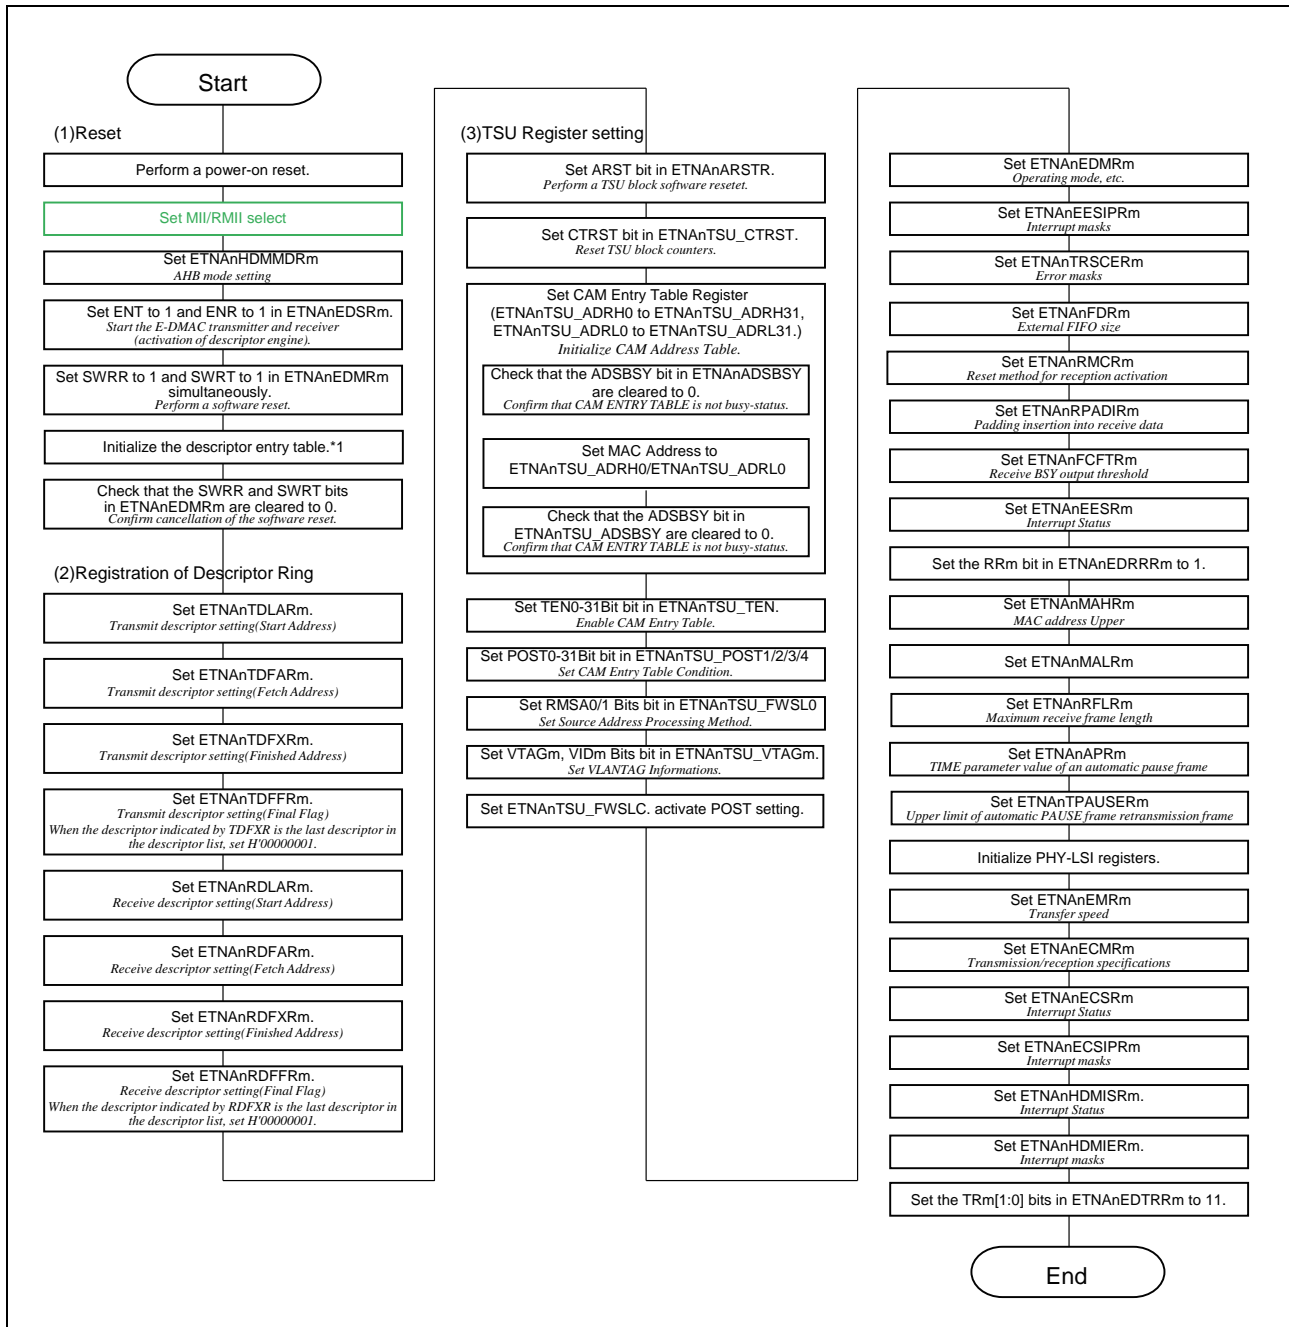 Start
(1)Reset
Perform a power-on reset.
Set MII/RMII select
Set ETNAnHDMMDRm
AHB mode setting
Set ENT to 1 and ENR to 1 in ETNAnEDSRm.
Start the E-DMAC transmitter and receiver
(activation of descriptor engine).
Set SWRR to 1 and SWRT to 1 in ETNAnEDMRm
simultaneously.
Perform a software reset.
Initialize the descriptor entry table.*1
Check that the SWRR and SWRT bits
in ETNAnEDMRm are cleared to 0.
Confirm cancellation of the software reset.
(2)Registration of Descriptor Ring
Set ETNAnTDLARm.
Transmit descriptor setting(Start Address)
Set ETNAnTDFARm.
Transmit descriptor setting(Fetch Address)
Set ETNAnTDFXRm.
Transmit descriptor setting(Finished Address)
Set ETNAnTDFFRm.
Transmit descriptor setting(Final Flag)
When the descriptor indicated by TDFXR is the last descriptor in
the descriptor list, set H'00000001.
Set ETNAnRDLARm.
Receive descriptor setting(Start Address)
Set ETNAnRDFARm.
Receive descriptor setting(Fetch Address)
Set ETNAnRDFXRm.
Receive descriptor setting(Finished Address)
Set ETNAnRDFFRm.
Receive descriptor setting(Final Flag)
When the descriptor indicated by RDFXR is the last descriptor in
the descriptor list, set H'00000001.
(3)TSU Register setting
Set ARST bit in ETNAnARSTR.
Perform a TSU block software resetet.
Set CTRST bit in ETNAnTSU_CTRST.
Reset TSU block counters.
Set CAM Entry Table Register
(ETNAnTSU_ADRH0 to ETNAnTSU_ADRH31,
ETNAnTSU_ADRL0 to ETNAnTSU_ADRL31.)
Initialize CAM Address Table.
Check that the ADSBSY bit in ETNAnADSBSY
are cleared to 0.
Confirm that CAM ENTRY TABLE is not busy-status.
Set MAC Address to
ETNAnTSU_ADRH0/ETNAnTSU_ADRL0
Check that the ADSBSY bit in
ETNAnTSU_ADSBSY are cleared to 0.
Confirm that CAM ENTRY TABLE is not busy-status.
Set TEN0-31Bit bit in ETNAnTSU_TEN.
Enable CAM Entry Table.
Set POST0-31Bit bit in ETNAnTSU_POST1/2/3/4
Set CAM Entry Table Condition.
Set RMSA0/1 Bits bit in ETNAnTSU_FWSL0
Set Source Address Processing Method.
Set VTAGm, VIDm Bits bit in ETNAnTSU_VTAGm.
Set VLANTAG Informations.
Set ETNAnTSU_FWSLC. activate POST setting.
Set ETNAnEDMRm
Operating mode, etc.
Set ETNAnEESIPRm
Interrupt masks
Set ETNAnTRSCERm
Error masks
Set ETNAnFDRm
External FIFO size
Set ETNAnRMCRm
Reset method for reception activation
Set ETNAnRPADIRm
Padding insertion into receive data
Set ETNAnFCFTRm
Receive BSY output threshold
Set ETNAnEESRm
Interrupt Status
Set the RRm bit in ETNAnEDRRRm to 1.
Set ETNAnMAHRm
MAC address Upper
Set ETNAnMALRm
Set ETNAnRFLRm
Maximum receive frame length
Set ETNAnAPRm
TIME parameter value of an automatic pause frame
Set ETNAnTPAUSERm
Upper limit of automatic PAUSE frame retransmission frame
Initialize PHY-LSI registers.
Set ETNAnEMRm
Transfer speed
Set ETNAnECMRm
Transmission/reception specifications
Set ETNAnECSRm
Interrupt Status
Set ETNAnECSIPRm
Interrupt masks
Set ETNAnHDMISRm.
Interrupt Status
Set ETNAnHDMIERm.
Interrupt masks
Set the TRm[1:0] bits in ETNAnEDTRRm to 11.
End